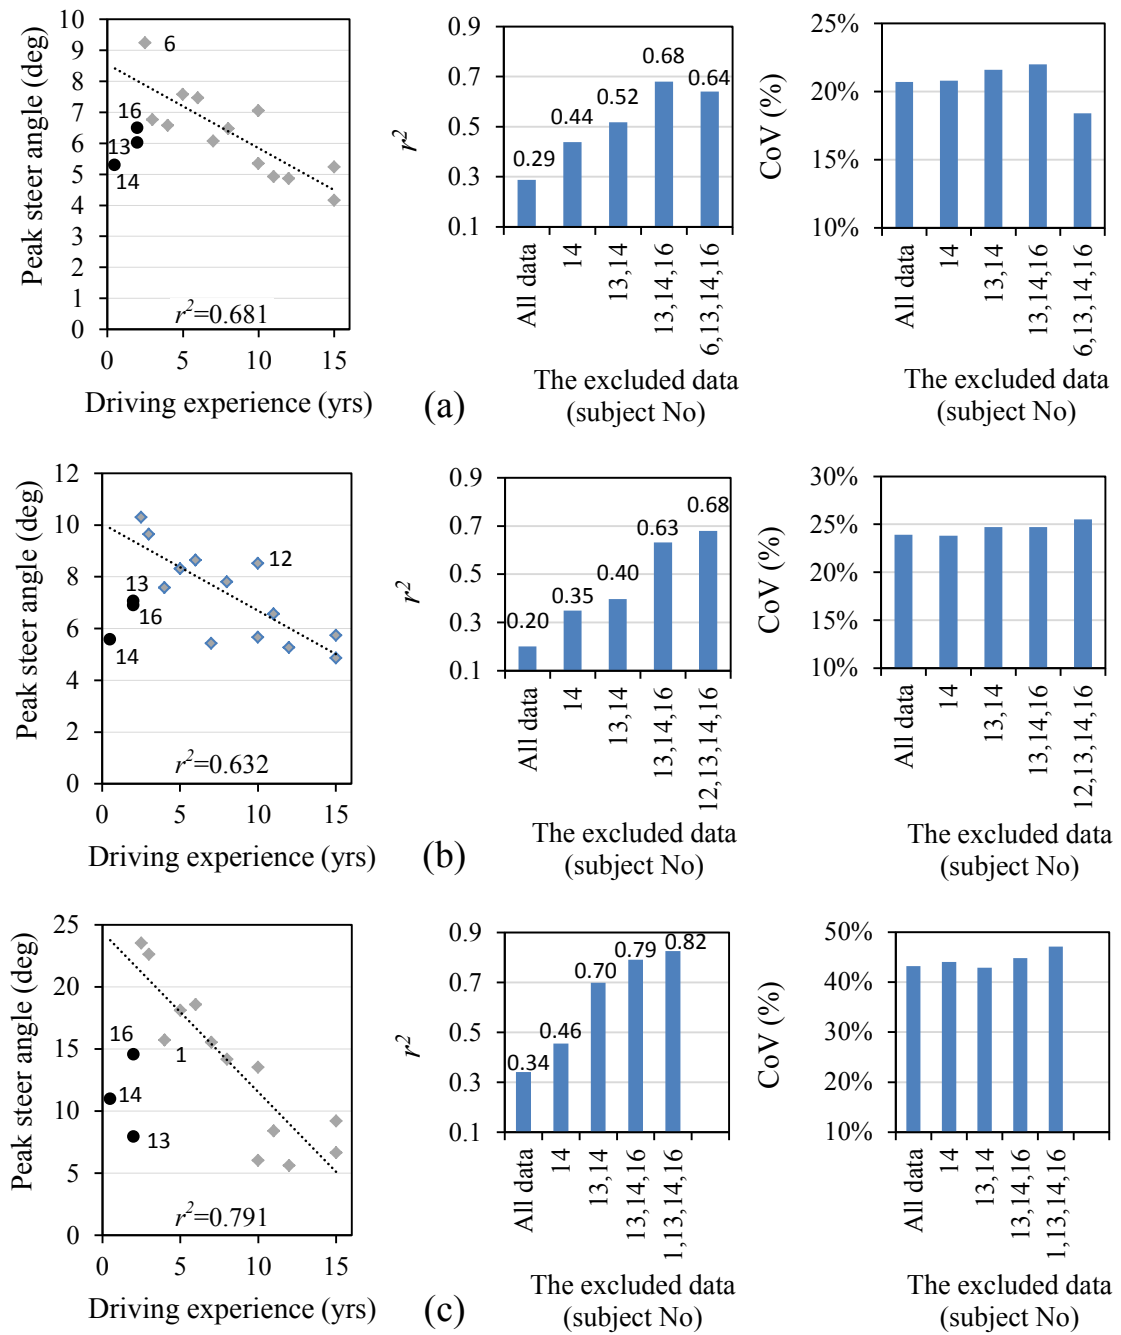 Peak steer angle (deg)
10
9
8
7
6
5
4
3
2
1
0
6
16
13
14
r²=0.681
0 5 10 15
Driving experience (yrs)
r²
0.9
0.7
0.5
0.3
0.1
0.29
0.44
0.52
0.68
0.64
All data
14
13,14
13,14,16
6,13,14,16
The excluded data
(subject No)
CoV (%)
25%
20%
15%
10%
All data
14
13,14
13,14,16
6,13,14,16
The excluded data
(subject No)
(a)
Peak steer angle (deg)
12
10
8
6
4
2
0
12
13
16
14
r²=0.632
0 5 10 15
Driving experience (yrs)
r²
0.9
0.7
0.5
0.3
0.1
0.20
0.35
0.40
0.63
0.68
All data
14
13,14
13,14,16
12,13,14,16
The excluded data
(subject No)
CoV (%)
30%
25%
20%
15%
10%
All data
14
13,14
13,14,16
12,13,14,16
The excluded data
(subject No)
(b)
Peak steer angle (deg)
25
20
15
10
5
0
16
1
14
13
r²=0.791
0 5 10 15
Driving experience (yrs)
r²
0.9
0.7
0.5
0.3
0.1
0.34
0.46
0.70
0.79
0.82
All data
14
13,14
13,14,16
1,13,14,16
The excluded data
(subject No)
CoV (%)
50%
40%
30%
20%
10%
All data
14
13,14
13,14,16
1,13,14,16
The excluded data
(subject No)
(c)